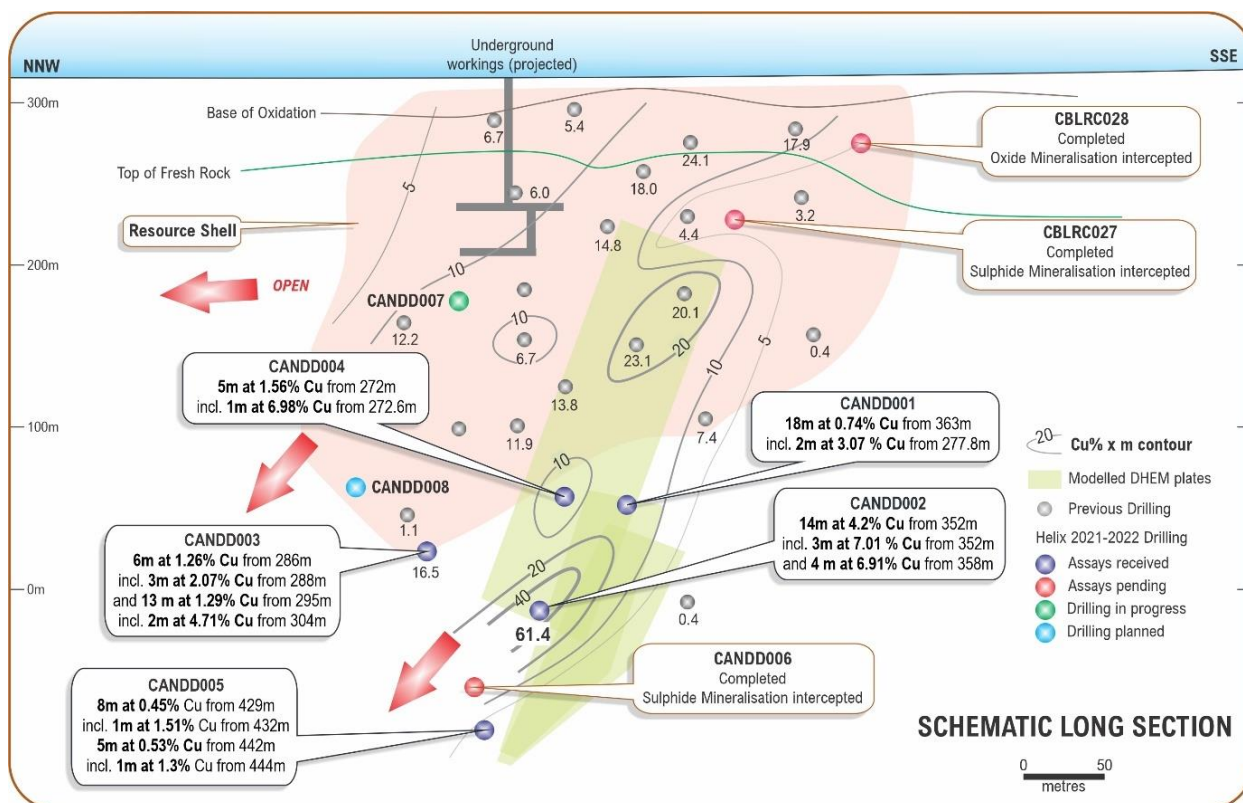 Underground
workings (projected)
NNW
SSE
300m
Base of Oxidation
6.7
5.4
24.1
17.9
CBLRC028
Completed
Oxide Mineralisation intercepted
Top of Fresh Rock
5
6.0
18.0
3.2
Resource Shell
14.8
4.4
CBLRC027
Completed
Sulphide Mineralisation intercepted
200m
10
OPEN
CANDD007
12.2
10
6.7
20.1
23.1
20
10
5
0.4
CANDD004
5m at 1.56% Cu from 272m
incl. 1m at 6.98% Cu from 272.6m
13.8
11.9
7.4
100m
CANDD001
18m at 0.74% Cu from 363m
incl. 2m at 3.07 % Cu from 277.8m
20 Cu% x m contour
Modelled DHEM plates
Previous Drilling
Helix 2021-2022 Drilling
Assays received
Assays pending
Drilling in progress
Drilling planned
10
CANDD008
1.1
CANDD002
14m at 4.2% Cu from 352m
incl. 3m at 7.01 % Cu from 352m
and 4 m at 6.91% Cu from 358m
CANDD003
6m at 1.26% Cu from 286m
incl. 3m at 2.07% Cu from 288m
and 13 m at 1.29% Cu from 295m
incl. 2m at 4.71% Cu from 304m
16.5
0m
20
40
61.4
0.4
CANDD006
Completed
Sulphide Mineralisation intercepted
CANDD005
8m at 0.45% Cu from 429m
incl. 1m at 1.51% Cu from 432m
5m at 0.53% Cu from 442m
incl. 1m at 1.3% Cu from 444m
SCHEMATIC LONG SECTION
0 50
metres